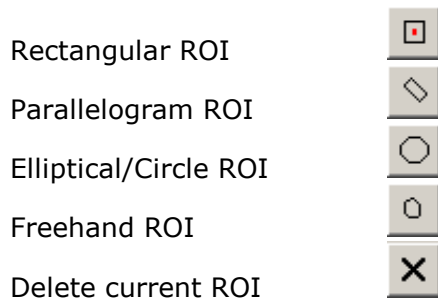 Rectangular ROI
Parallelogram ROI
Elliptical/Circle ROI
Freehand ROI
Delete current ROI